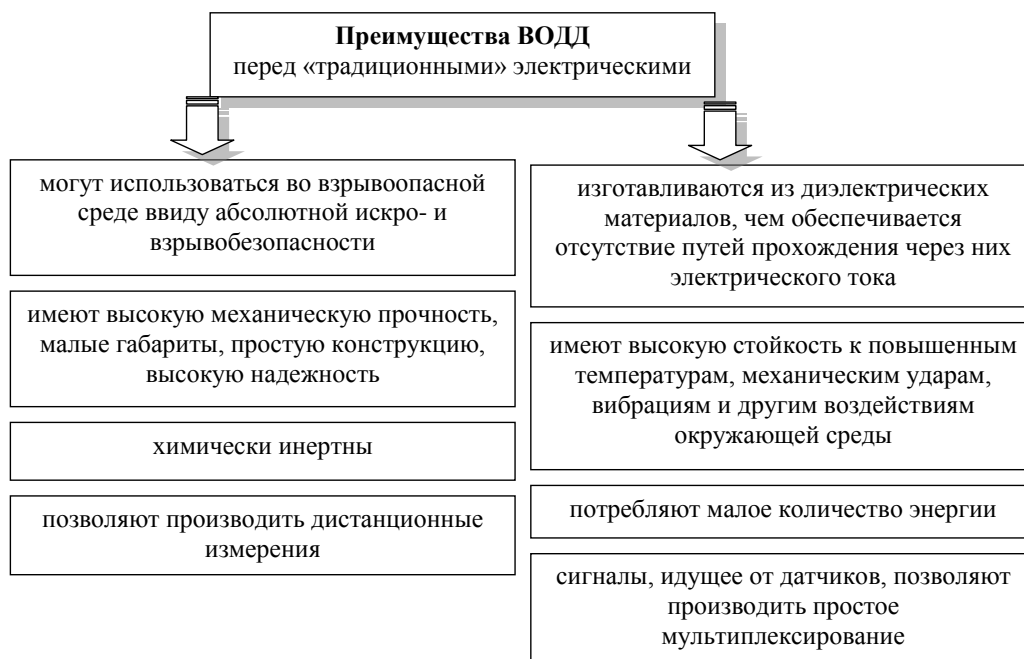 Преимущества ВОДД
перед «традиционными» электрическими
могут использоваться во взрывоопасной
среде ввиду абсолютной искро- и
взрывобезопасности
имеют высокую механическую прочность,
малые габариты, простую конструкцию,
высокую надежность
химически инертны
позволяют производить дистанционные
измерения
изготавливаются из диэлектрических
материалов, чем обеспечивается
отсутствие путей прохождения через них
электрического тока
имеют высокую стойкость к повышенным
температурам, механическим ударам,
вибрациям и другим воздействиям
окружающей среды
потребляют малое количество энергии
сигналы, идущее от датчиков, позволяют
производить простое
мультиплексирование